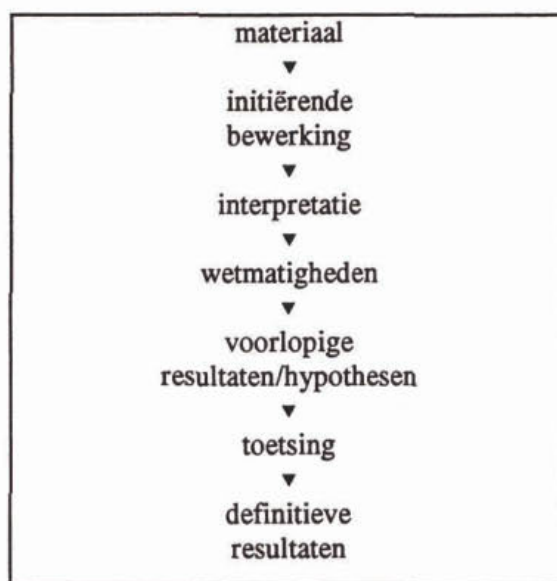 materiaal
▼
initiërende
bewerking
▼
interpretatie
▼
wetmatigheden
▼
voorlopige
resultaten/hypothesen
▼
toetsing
▼
definitieve
resultaten